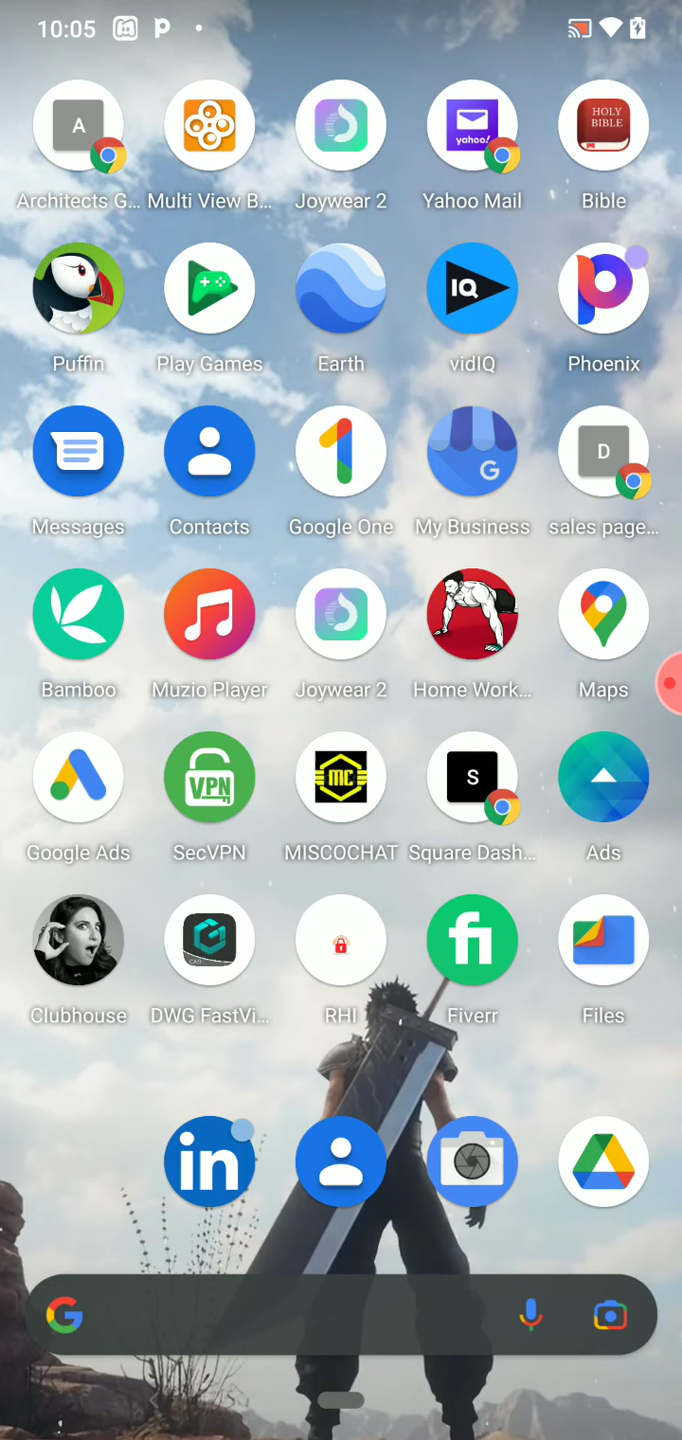 10:05
A
yahoo!
HOLY
BIBLE
Architects G... Multi View B... Joywear 2 Yahoo Mail Bible
IQ
Puffin Play Games Earth vidIQ Phoenix
G D
Messages Contacts Google One My Business sales page...
Bamboo Muzio Player Joywear 2 Home Work... Maps
VPN MC S
Google Ads SecVPN MISCOCHAT Square Dash... Ads
CAD fi
Clubhouse DWG FastVi... RHI Fiverr Files
in
G